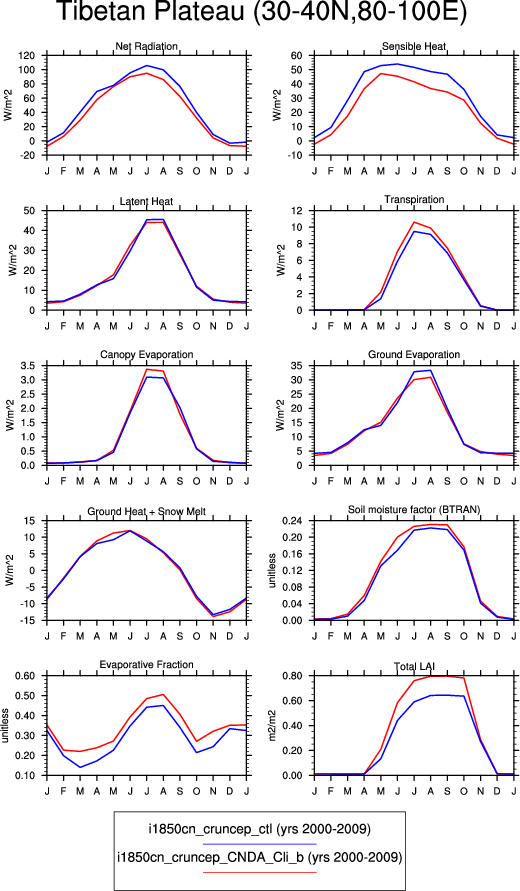 Tibetan Plateau (30-40N,80-100E)
Net Radiation
W/m^2
120
100
80
60
40
20
0
-20
J F M A M J J A S O N D J
Sensible Heat
W/m^2
60
50
40
30
20
10
0
-10
J F M A M J J A S O N D J
Latent Heat
W/m^2
50
40
30
20
10
0
J F M A M J J A S O N D J
Transpiration
W/m^2
12
10
8
6
4
2
0
J F M A M J J A S O N D J
Canopy Evaporation
W/m^2
3.5
3.0
2.5
2.0
1.5
1.0
0.5
0.0
J F M A M J J A S O N D J
Ground Evaporation
W/m^2
35
30
25
20
15
10
5
0
J F M A M J J A S O N D J
Ground Heat + Snow Melt
W/m^2
15
10
5
0
-5
-10
-15
J F M A M J J A S O N D J
Soil moisture factor (BTRAN)
unitless
0.24
0.20
0.16
0.12
0.08
0.04
0.00
J F M A M J J A S O N D J
Evaporative Fraction
unitless
0.60
0.50
0.40
0.30
0.20
0.10
J F M A M J J A S O N D J
Total LAI
m2/m2
0.80
0.60
0.40
0.20
0.00
J F M A M J J A S O N D J
i1850cn_cruncep_ctl (yrs 2000-2009)
i1850cn_cruncep_CNDA_Cli_b (yrs 2000-2009)